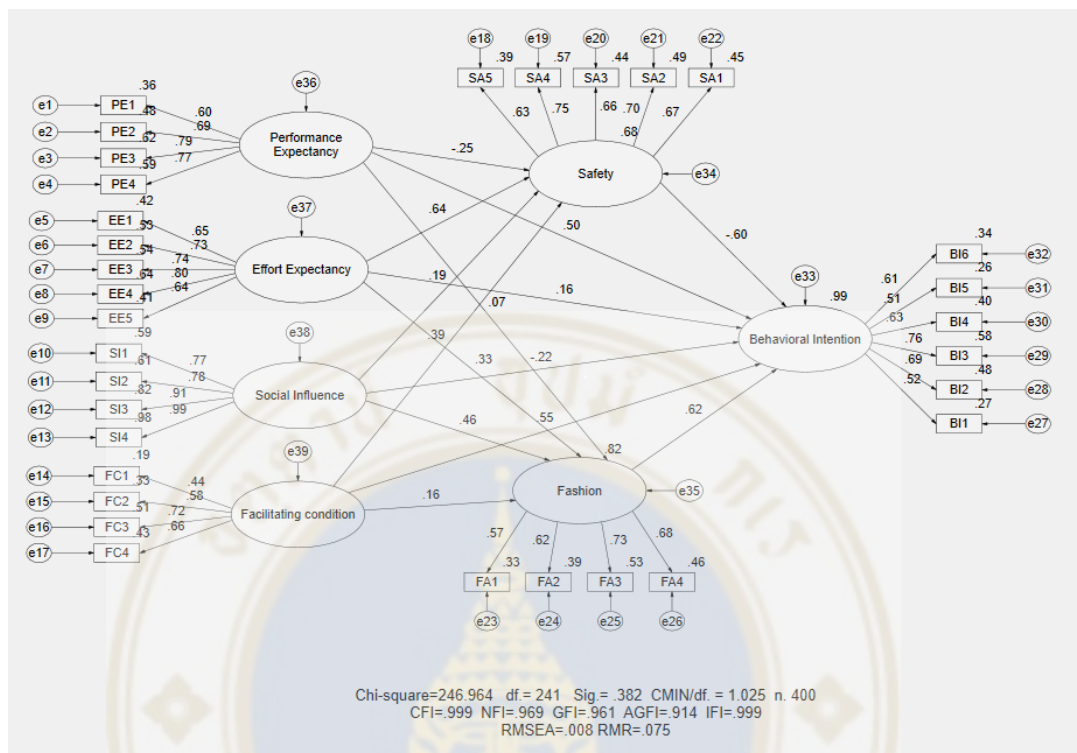 e18
e19
e20
e21
e22
.39
.57
.44
.49
.45
SA5
SA4
SA3
SA2
SA1
.63
.75
.66
.70
.67
.68
Safety
e34
e36
Performance
Expectancy
.36
e1
PE1
.60
.48
e2
PE2
.69
.62
e3
PE3
.79
.59
e4
PE4
.77
-.25
.50
-.60
e37
Effort Expectancy
.42
e5
EE1
.65
.53
e6
EE2
.73
.54
e7
EE3
.74
.64
e8
EE4
.80
.41
e9
EE5
.64
.64
.19
.16
.07
.39
.33
-.22
e38
Social Influence
.59
e10
SI1
.77
.61
e11
SI2
.78
.82
e12
SI3
.91
.98
e13
SI4
.99
.46
.55
.62
e39
Facilitating condition
.19
e14
FC1
.44
.33
e15
FC2
.58
.51
e16
FC3
.72
.43
e17
FC4
.66
.16
e33
Behavioral Intention
.99
.34
.61
BI6
e32
.26
.51
BI5
e31
.40
.63
BI4
e30
.58
.76
BI3
e29
.48
.69
BI2
e28
.27
.52
BI1
e27
.82
Fashion
e35
.57
.62
.73
.68
.33
.39
.53
.46
FA1
FA2
FA3
FA4
e23
e24
e25
e26
Chi-square=246.964 df.= 241 Sig.= .382 CMIN/df. = 1.025 n. 400
CFI=.999 NFI=.969 GFI=.961 AGFI=.914 IFI=.999
RMSEA=.008 RMR=.075